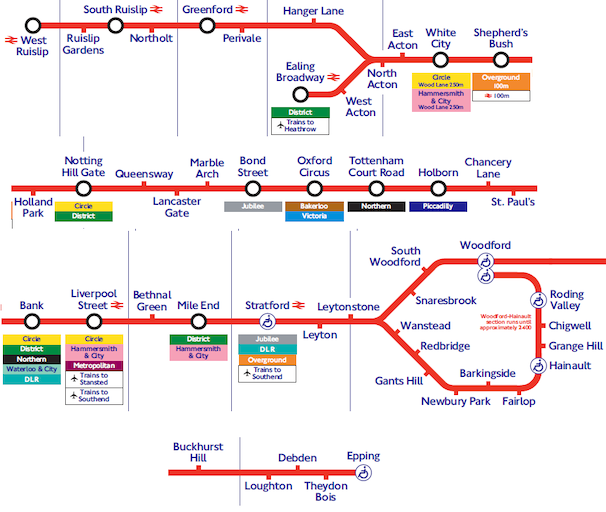 West
Ruislip
South Ruislip
Ruislip
Gardens
Northolt
Greenford
Perivale
Hanger Lane
Ealing
Broadway
District
Trains to
Heathrow
West
Acton
North
Acton
East
Acton
White
City
Circle
Wood Lane 250m
Hammersmith
& City
Wood Lane 250m
Shepherd's
Bush
Overground
100m
100m
Holland
Park
Notting
Hill Gate
Circle
District
Queensway
Lancaster
Gate
Marble
Arch
Bond
Street
Jubilee
Oxford
Circus
Bakerloo
Victoria
Tottenham
Court Road
Northern
Holborn
Piccadilly
Chancery
Lane
St. Paul's
Bank
Circle
District
Northern
Waterloo & City
DLR
Liverpool
Street
Circle
Hammersmith
& City
Metropolitan
Trains to
Stansted
Trains to
Southend
Bethnal
Green
Mile End
District
Hammersmith
& City
Stratford
Jubilee
DLR
Overground
Trains to
Southend
Leyton
Leytonstone
South
Woodford
Snaresbrook
Woodford
Wanstead
Redbridge
Gants Hill
Newbury Park
Barkingside
Fairlop
Woodford-Hainault
section runs until
approximately 2400
Roding
Valley
Chigwell
Grange Hill
Hainault
Buckhurst
Hill
Loughton
Debden
Theydon
Bois
Epping